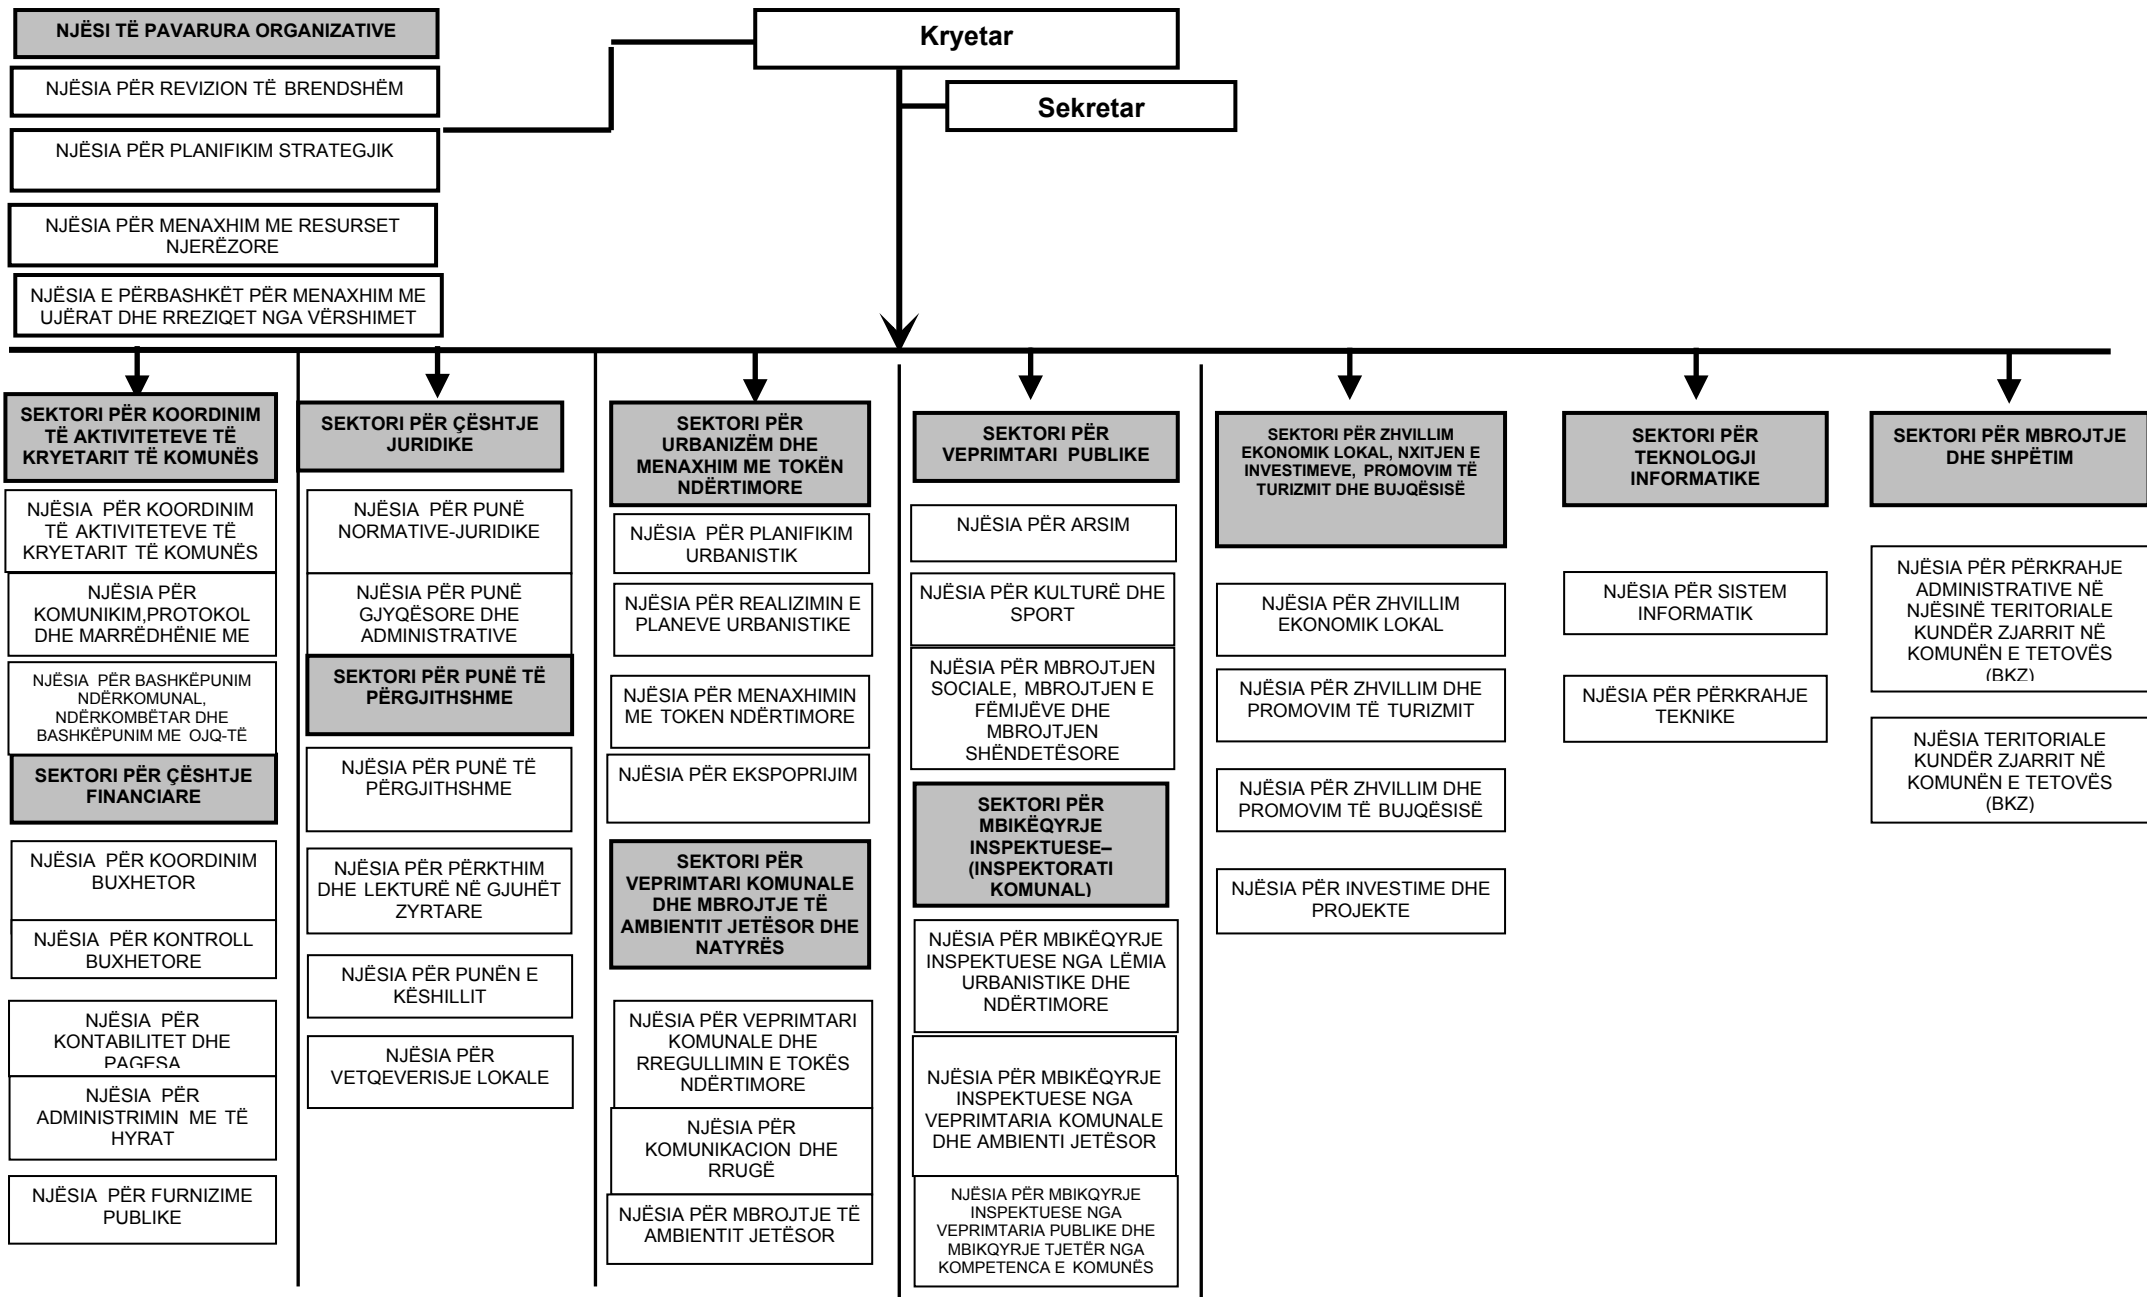 NJËSI TË PAVARURA ORGANIZATIVE
NJËSIA PËR REVIZION TË BRENDSHËM
NJËSIA PËR PLANIFIKIM STRATEGJIK
NJËSIA PËR MENAXHIM ME RESURSET
NJERËZORE
NJËSIA E PËRBASHKËT PËR MENAXHIM ME
UJËRAT DHE RREZIQET NGA VËRSHIMET
Kryetar
Sekretar
SEKTORI PËR KOORDINIM
TË AKTIVITETEVE TË
KRYETARIT TË KOMUNËS
NJËSIA PËR KOORDINIM
TË AKTIVITETEVE TË
KRYETARIT TË KOMUNËS
NJËSIA PËR
KOMUNIKIM,PROTOKOL
DHE MARRËDHËNIE ME
NJËSIA PËR BASHKËPUNIM
NDËRKOMUNAL,
NDËRKOMBËTAR DHE
BASHKËPUNIM ME OJQ-TË
SEKTORI PËR ÇËSHTJE
FINANCIARE
NJËSIA PËR KOORDINIM
BUXHETOR
NJËSIA PËR KONTROLL
BUXHETORE
NJËSIA PËR
KONTABILITET DHE
PAGESA
NJËSIA PËR
ADMINISTRIMIN ME TË
HYRAT
NJËSIA PËR FURNIZIME
PUBLIKE
SEKTORI PËR ÇËSHTJE
JURIDIKE
NJËSIA PËR PUNË
NORMATIVE-JURIDIKE
NJËSIA PËR PUNË
GJYQËSORE DHE
ADMINISTRATIVE
SEKTORI PËR PUNË TË
PËRGJITHSHME
NJËSIA PËR PUNË TË
PËRGJITHSHME
NJËSIA PËR PËRKTHIM
DHE LEKTURË NË GJUHËT
ZYRTARE
NJËSIA PËR PUNËN E
KËSHILLIT
NJËSIA PËR
VETQEVERISJE LOKALE
SEKTORI PËR
URBANIZËM DHE
MENAXHIM ME TOKËN
NDËRTIMORE
NJËSIA PËR PLANIFIKIM
URBANISTIK
NJËSIA PËR REALIZIMIN E
PLANEVE URBANISTIKE
NJËSIA PËR MENAXHIMIN
ME TOKEN NDËRTIMORE
NJËSIA PËR EKSPOPRIJIM
SEKTORI PËR
VEPRIMTARI KOMUNALE
DHE MBROJTJE TË
AMBIENTIT JETËSOR DHE
NATYRËS
NJËSIA PËR VEPRIMTARI
KOMUNALE DHE
RREGULLIMIN E TOKËS
NDËRTIMORE
NJËSIA PËR
KOMUNIKACION DHE
RRUGË
NJËSIA PËR MBROJTJE TË
AMBIENTIT JETËSOR
SEKTORI PËR
VEPRIMTARI PUBLIKE
NJËSIA PËR ARSIM
NJËSIA PËR KULTURË DHE
SPORT
NJËSIA PËR MBROJTJEN
SOCIALE, MBROJTJEN E
FËMIJËVE DHE
MBROJTJEN
SHËNDETËSORE
SEKTORI PËR
MBIKËQYRJE
INSPEKTUESE–
(INSPEKTORATI
KOMUNAL)
NJËSIA PËR MBIKËQYRJE
INSPEKTUESE NGA LËMIA
URBANISTIKE DHE
NDËRTIMORE
NJËSIA PËR MBIKËQYRJE
INSPEKTUESE NGA
VEPRIMTARIA KOMUNALE
DHE AMBIENTI JETËSOR
NJËSIA PËR MBIKQYRJE
INSPEKTUESE NGA
VEPRIMTARIA PUBLIKE DHE
MBIKQYRJE TJETËR NGA
KOMPETENCA E KOMUNËS
SEKTORI PËR ZHVILLIM
EKONOMIK LOKAL, NXITJEN E
INVESTIMEVE, PROMOVIM TË
TURIZMIT DHE BUJQËSISË
NJËSIA PËR ZHVILLIM
EKONOMIK LOKAL
NJËSIA PËR ZHVILLIM DHE
PROMOVIM TË TURIZMIT
NJËSIA PËR ZHVILLIM DHE
PROMOVIM TË BUJQËSISË
NJËSIA PËR INVESTIME DHE
PROJEKTE
SEKTORI PËR
TEKNOLOGJI
INFORMATIKE
NJËSIA PËR SISTEM
INFORMATIK
NJËSIA PËR PËRKRAHJE
TEKNIKE
SEKTORI PËR MBROJTJE
DHE SHPËTIM
NJËSIA PËR PËRKRAHJE
ADMINISTRATIVE NË
NJËSINË TERITORIALE
KUNDËR ZJARRIT NË
KOMUNËN E TETOVËS
(BKZ)
NJËSIA TERITORIALE
KUNDËR ZJARRIT NË
KOMUNËN E TETOVËS
(BKZ)